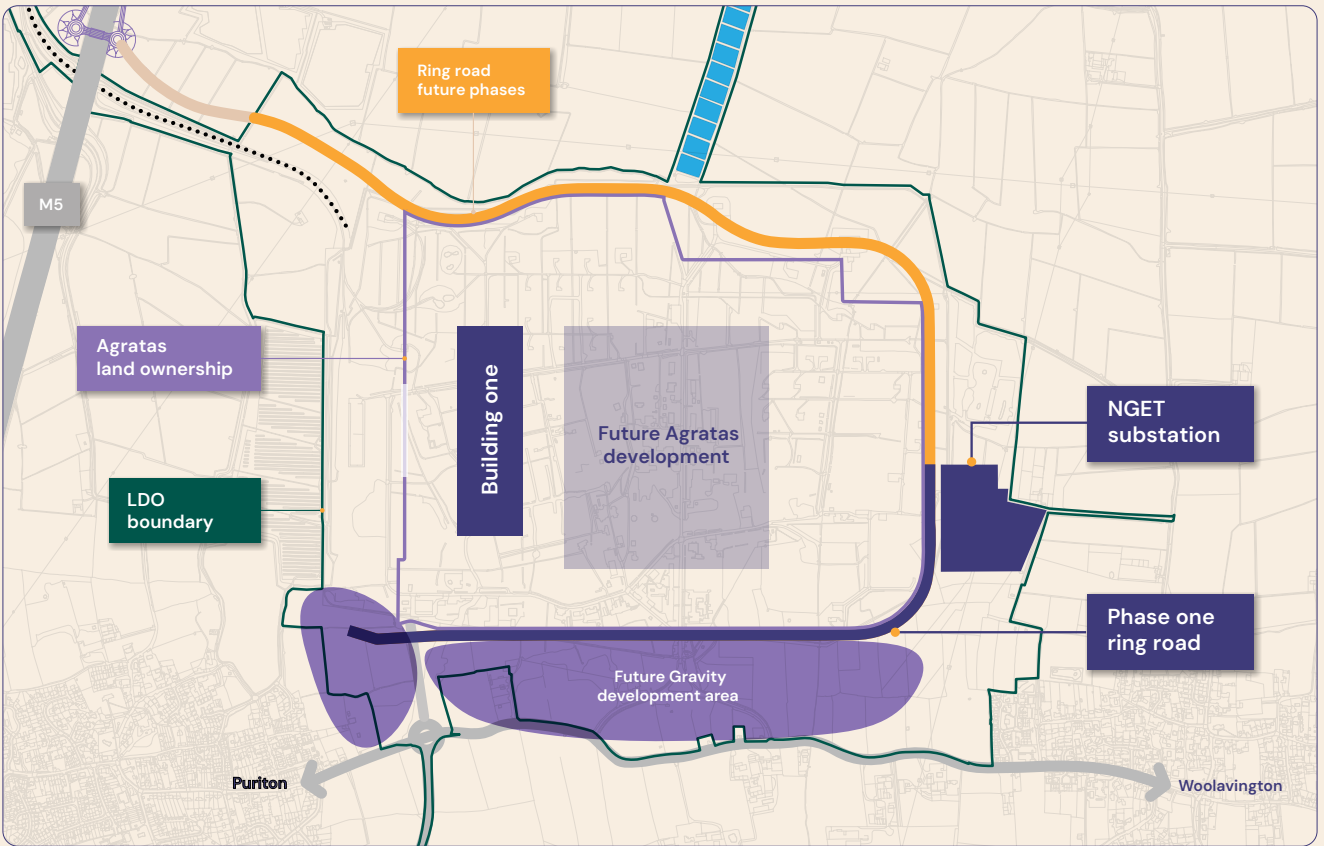 Ring road
future phases
M5
Agratas
land ownership
Building one
Future Agratas
development
NGET
substation
LDO
boundary
Phase one
ring road
Future Gravity
development area
Puriton
Woolavington